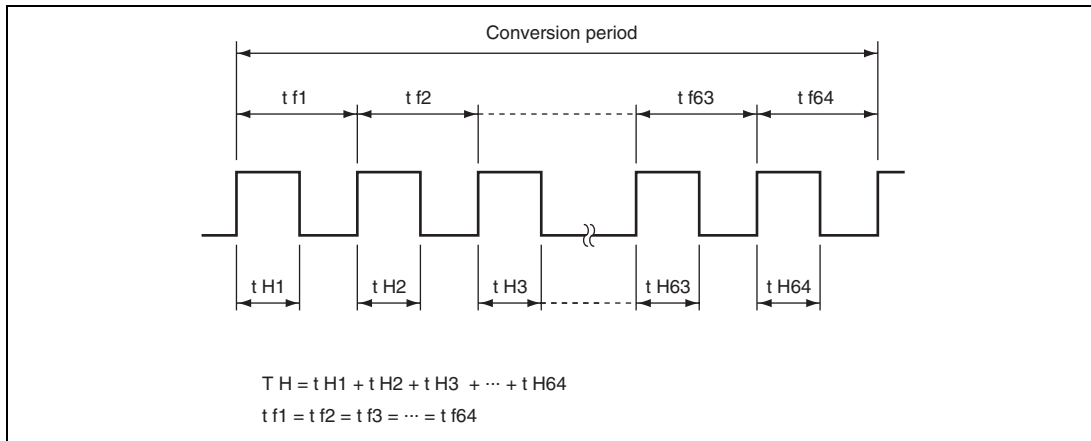 Conversion period
t f1 t f2 t f63 t f64
t H1 t H2 t H3 t H63 t H64
T H = t H1 + t H2 + t H3 + ··· + t H64
t f1 = t f2 = t f3 = ··· = t f64